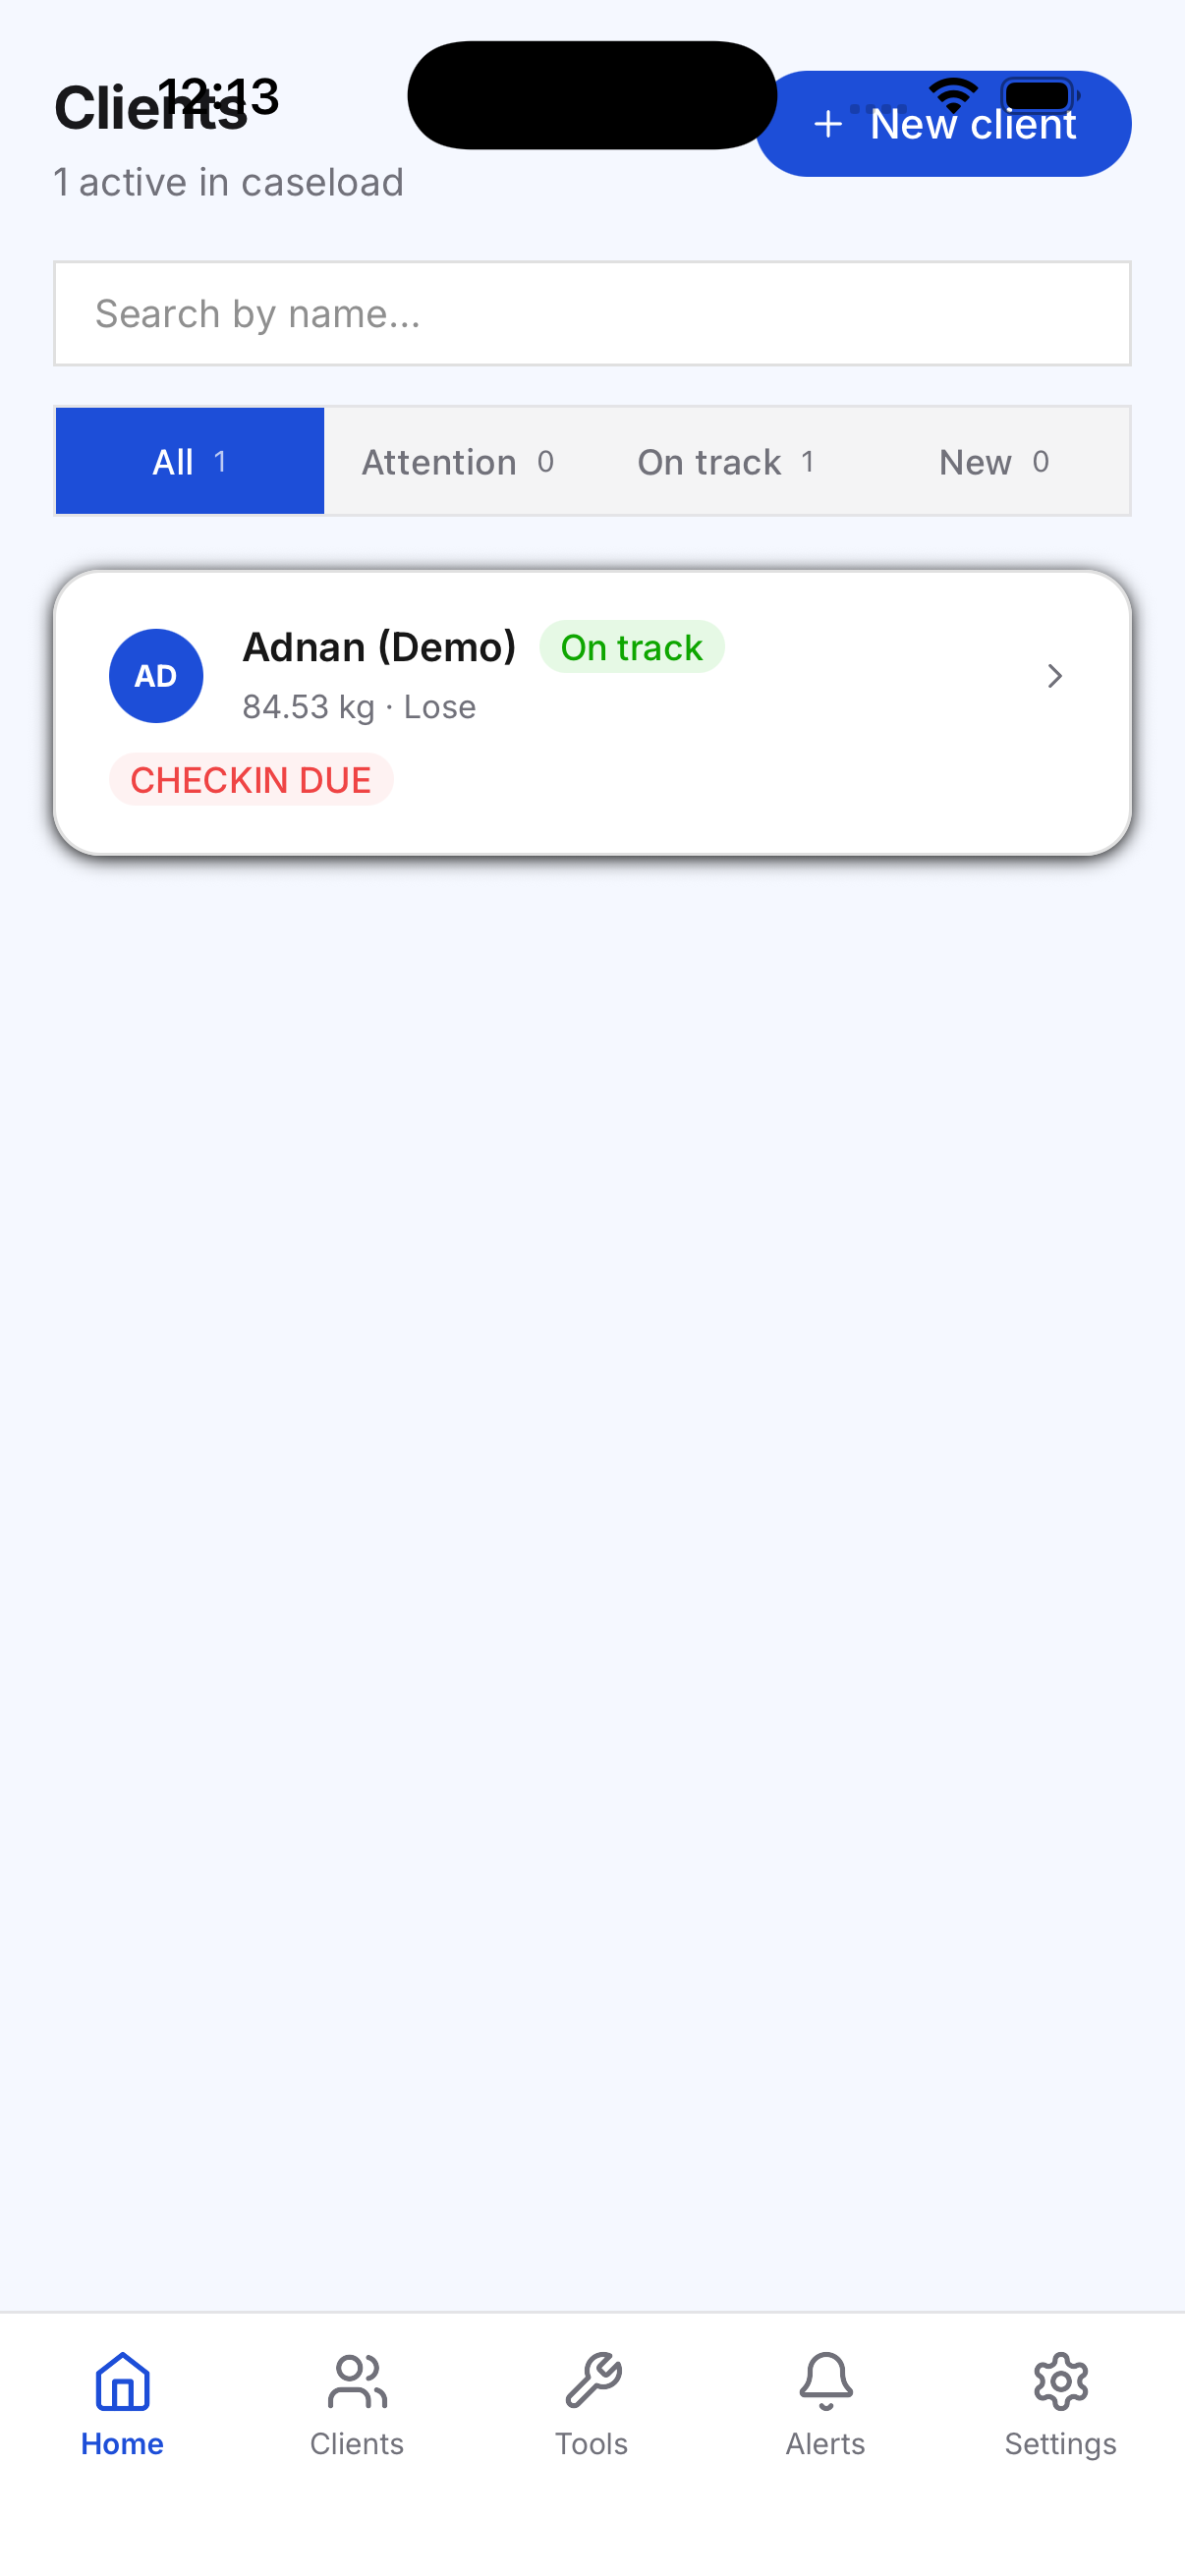 12:13
Clients
+ New client
1 active in caseload
Search by name...
All 1 Attention 0 On track 1 New 0
AD
Adnan (Demo) On track
84.53 kg · Lose
CHECKIN DUE
Home Clients Tools Alerts Settings